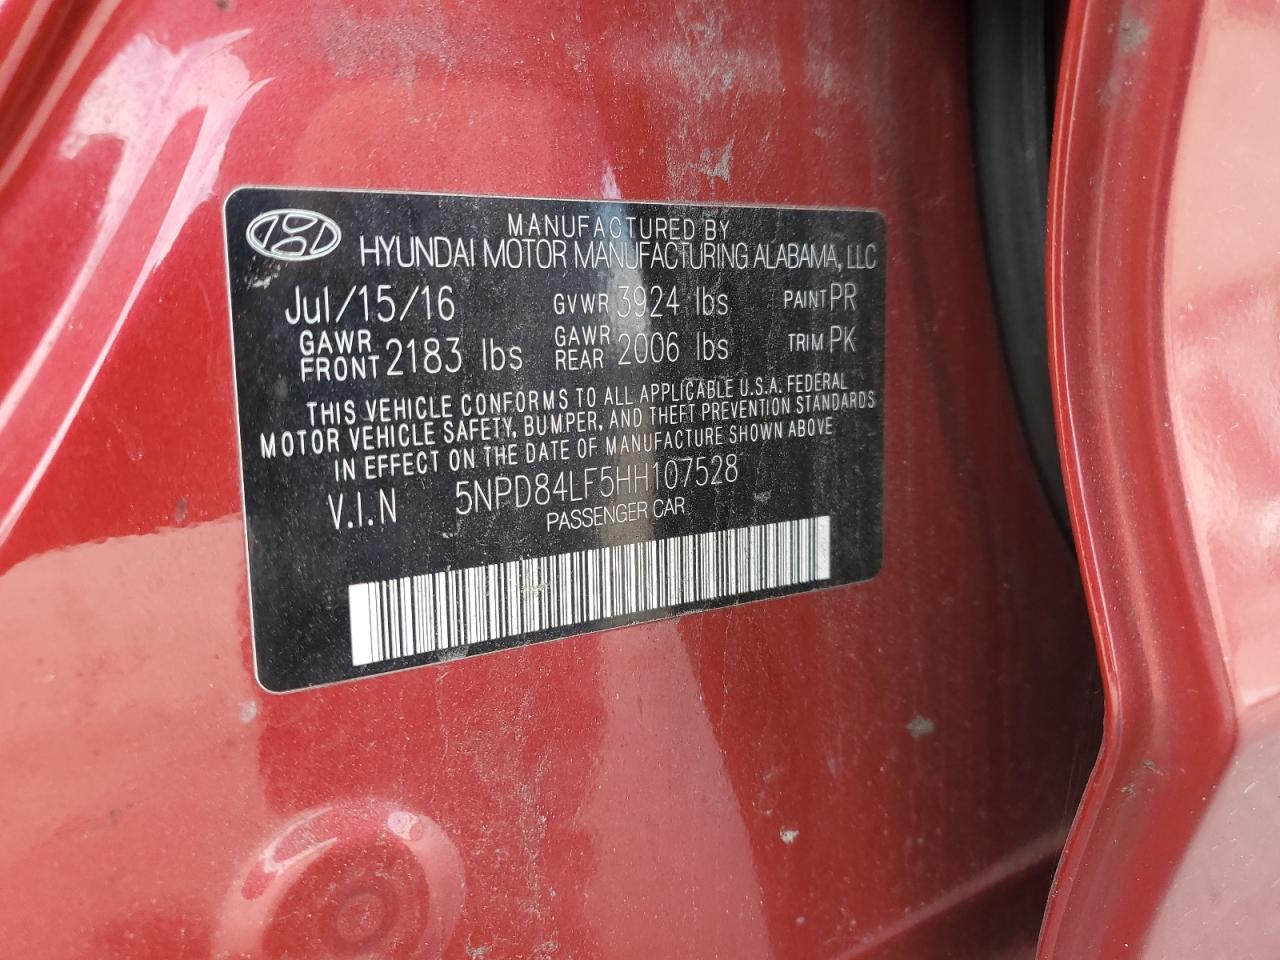 MANUFACTURED BY
HYUNDAI MOTOR MANUFACTURING ALABAMA, LLC
Jul/15/16 GVWR 3924 lbs PAINT PR
GAWR FRONT 2183 lbs GAWR REAR 2006 lbs TRIM PK
THIS VEHICLE CONFORMS TO ALL APPLICABLE U.S.A. FEDERAL
MOTOR VEHICLE SAFETY, BUMPER, AND THEFT PREVENTION STANDARDS
IN EFFECT ON THE DATE OF MANUFACTURE SHOWN ABOVE
V.I.N 5NPD84LF5HH107528
PASSENGER CAR